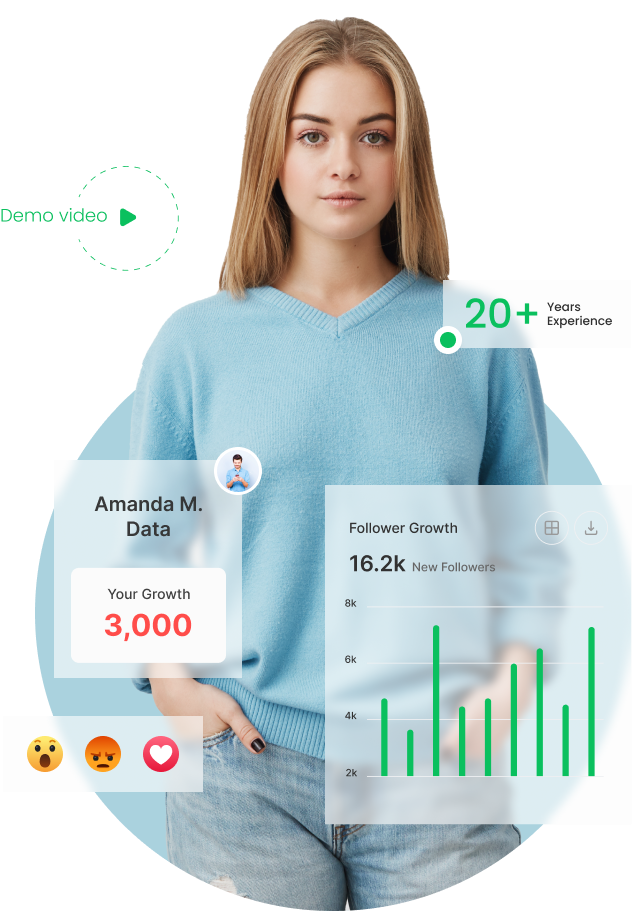 Demo video
20+
Years
Experience
Amanda M.
Data
Your Growth
3,000
Follower Growth
16.2k New Followers
8k
6k
4k
2k